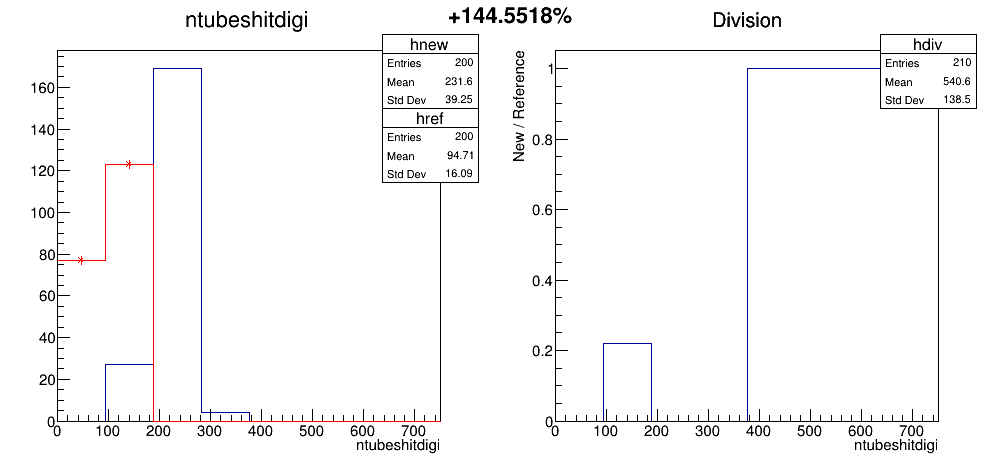 ntubeshitdigi
+144.5518%
Division
hnew
Entries 200
Mean 231.6
Std Dev 39.25
href
Entries 200
Mean 94.71
Std Dev 16.09
160
140
120
100
80
60
40
20
0
0 100 200 300 400 500 600 700
ntubeshitdigi
hdiv
Entries 210
Mean 540.6
Std Dev 138.5
New / Reference
1
0.8
0.6
0.4
0.2
0
0 100 200 300 400 500 600 700
ntubeshitdigi